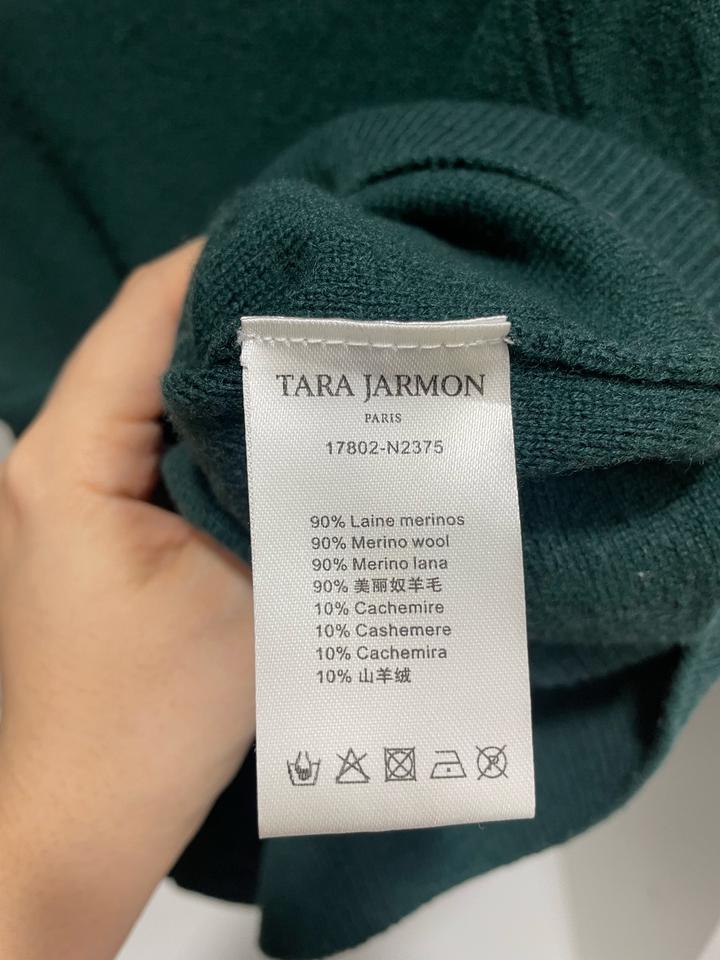 TARA JARMON
PARIS
17802-N2375
90% Laine merinos
90% Merino wool
90% Merino lana
90% 美丽奴羊毛
10% Cachemire
10% Cashemere
10% Cachemira
10% 山羊绒
P